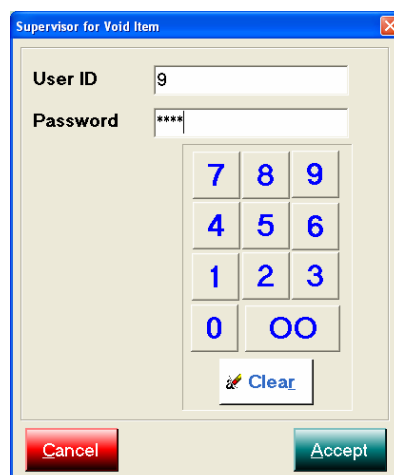 Supervisor for Void Item
User ID 9
Password ****
7 8 9
4 5 6
1 2 3
0 00
Clear
Cancel Accept